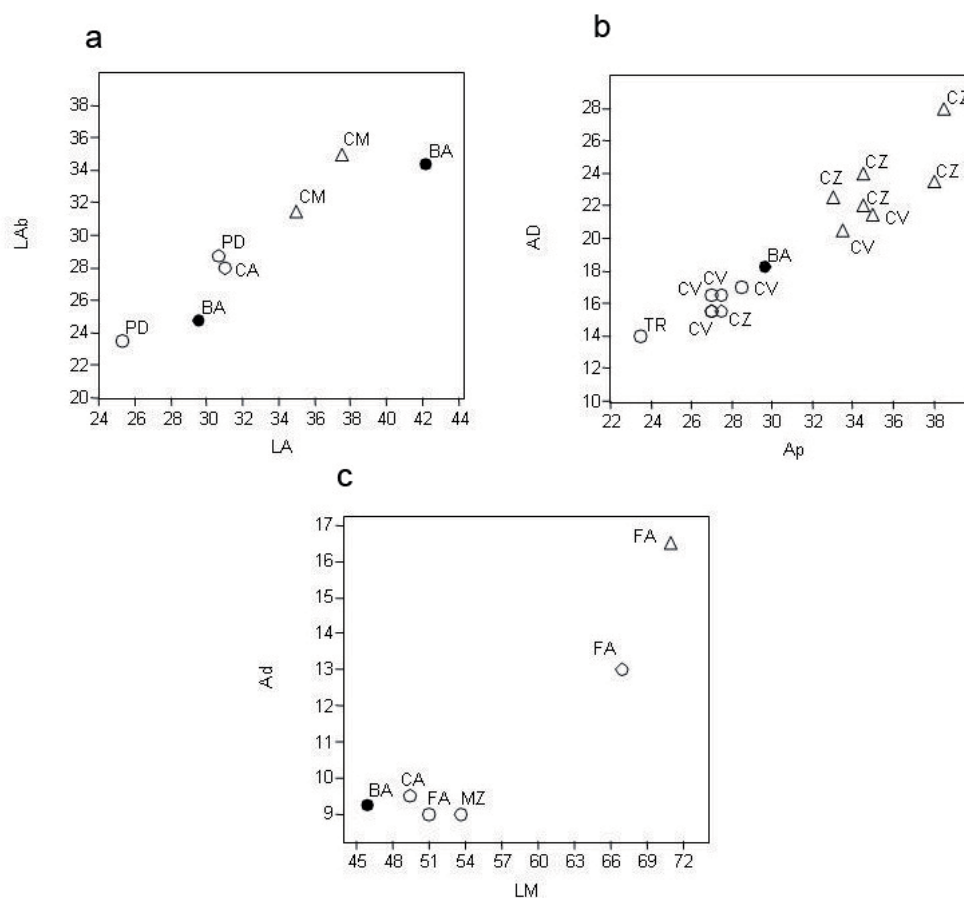 a
38
36
34
32
30
28
26
24
22
20
LAb
CM
BA
CM
PD
CA
BA
PD
24 26 28 30 32 34 36 38 40 42 44
LA
b
28
26
24
22
20
18
16
14
12
10
AD
CZ
CZ
CZ CZ
CZ
CV
CV
BA
CV
CV CV
CV CZ
TR
22 24 26 28 30 32 34 36 38
Ap
c
17
16
15
14
13
12
11
10
9
Ad
FA
FA
BA CA FA MZ
45 48 51 54 57 60 63 66 69 72
LM